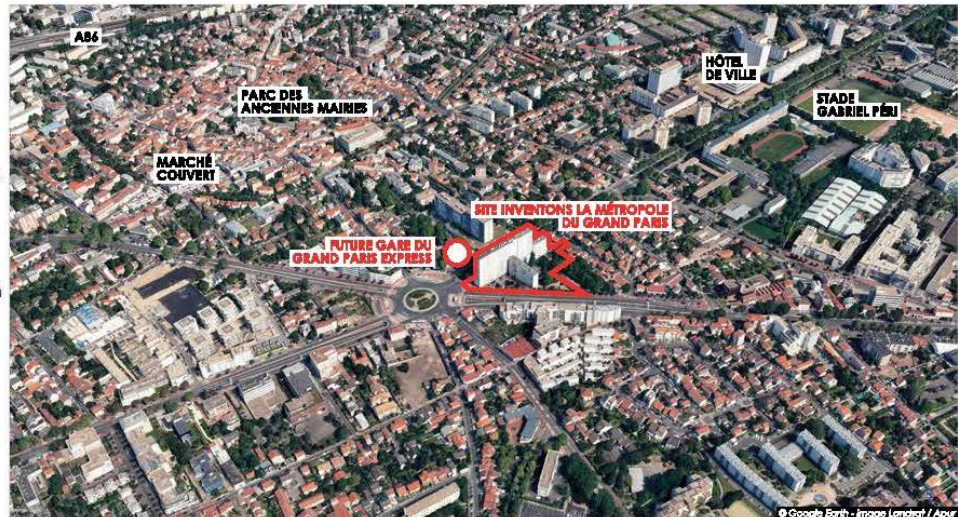 A86
PARC DES
ANCIENNES MAIRIES
MARCHÉ
COUVERT
HÔTEL
DE VILLE
STADE
GABRIEL PÉRI
SITE INVENTONS LA MÉTROPOLE
DU GRAND PARIS
FUTURE GARE DU
GRAND PARIS EXPRESS
© Google Earth - Image Landsat / Apur